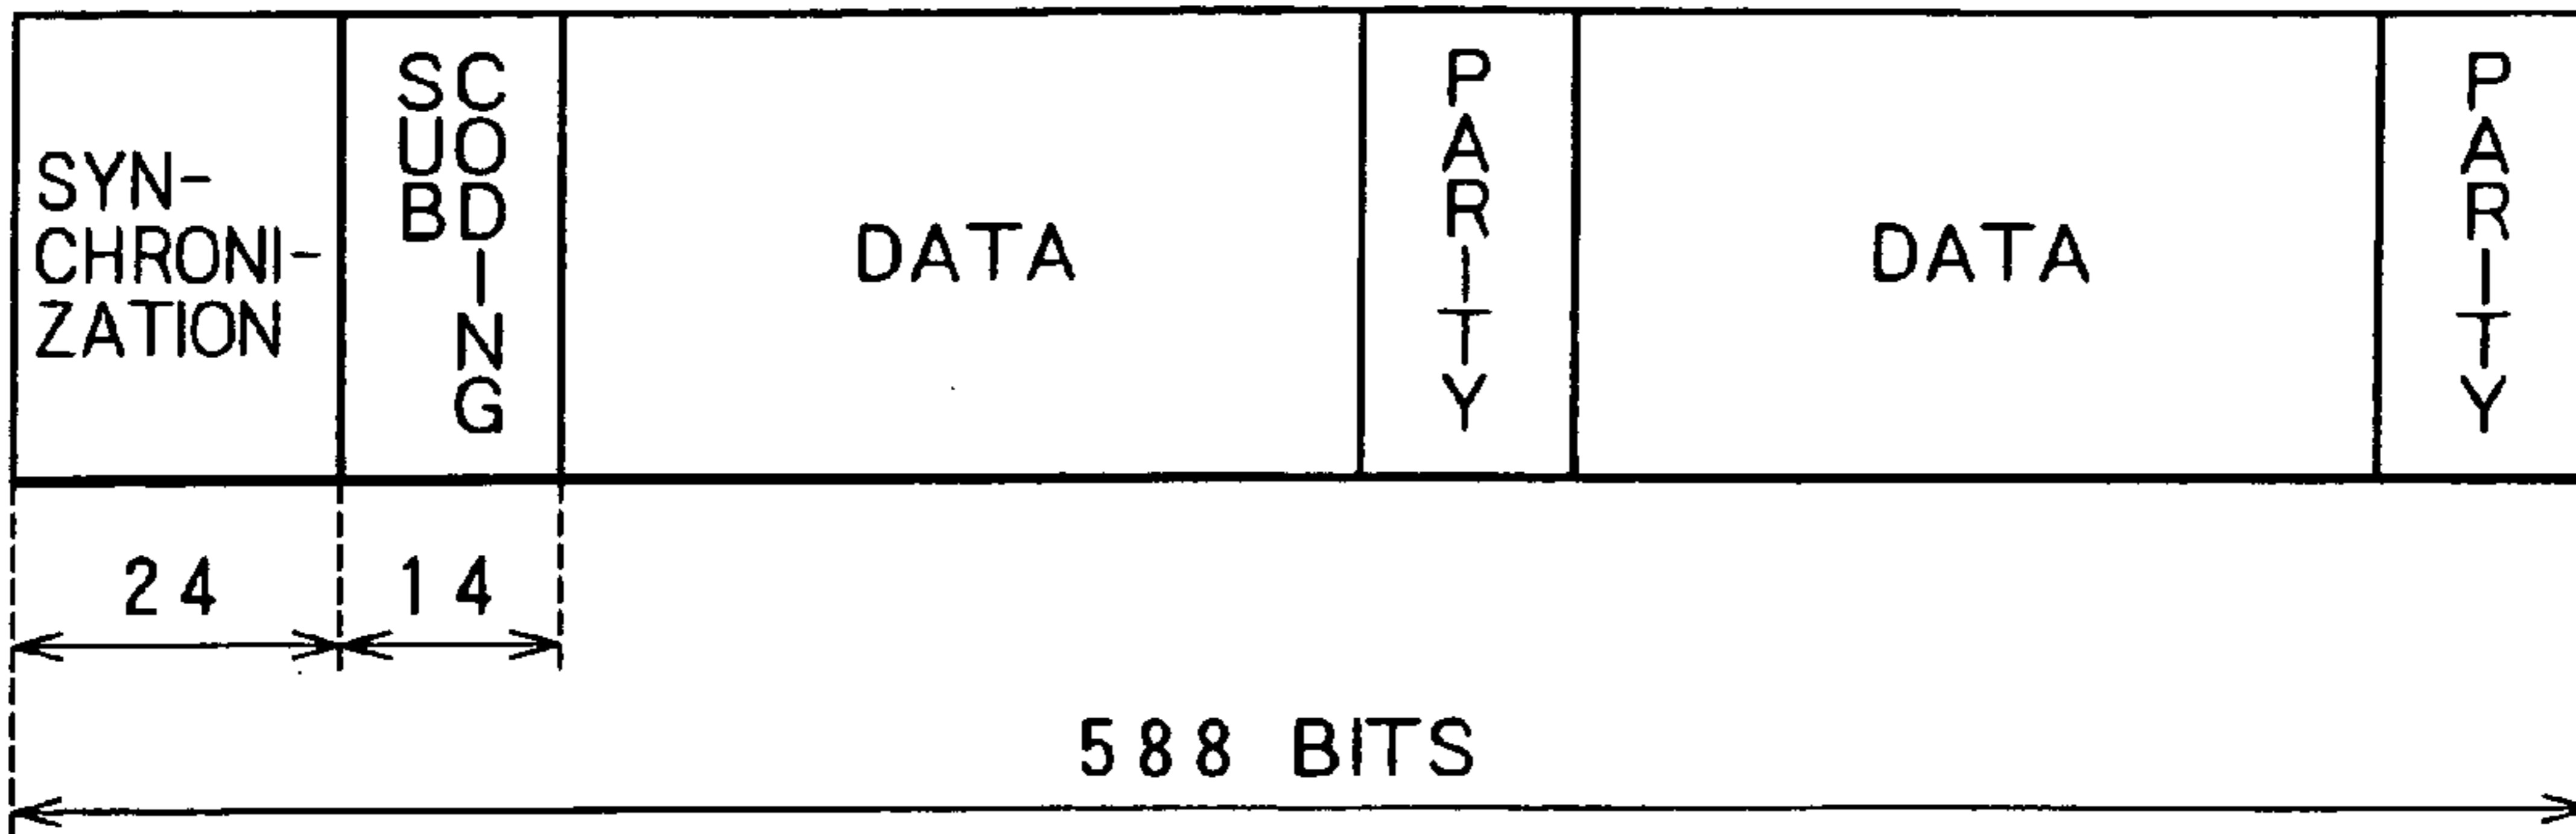 SYN-
CHRONI-
ZATION
SUB
CODING
DATA
PARITY
DATA
PARITY
24
14
588 BITS